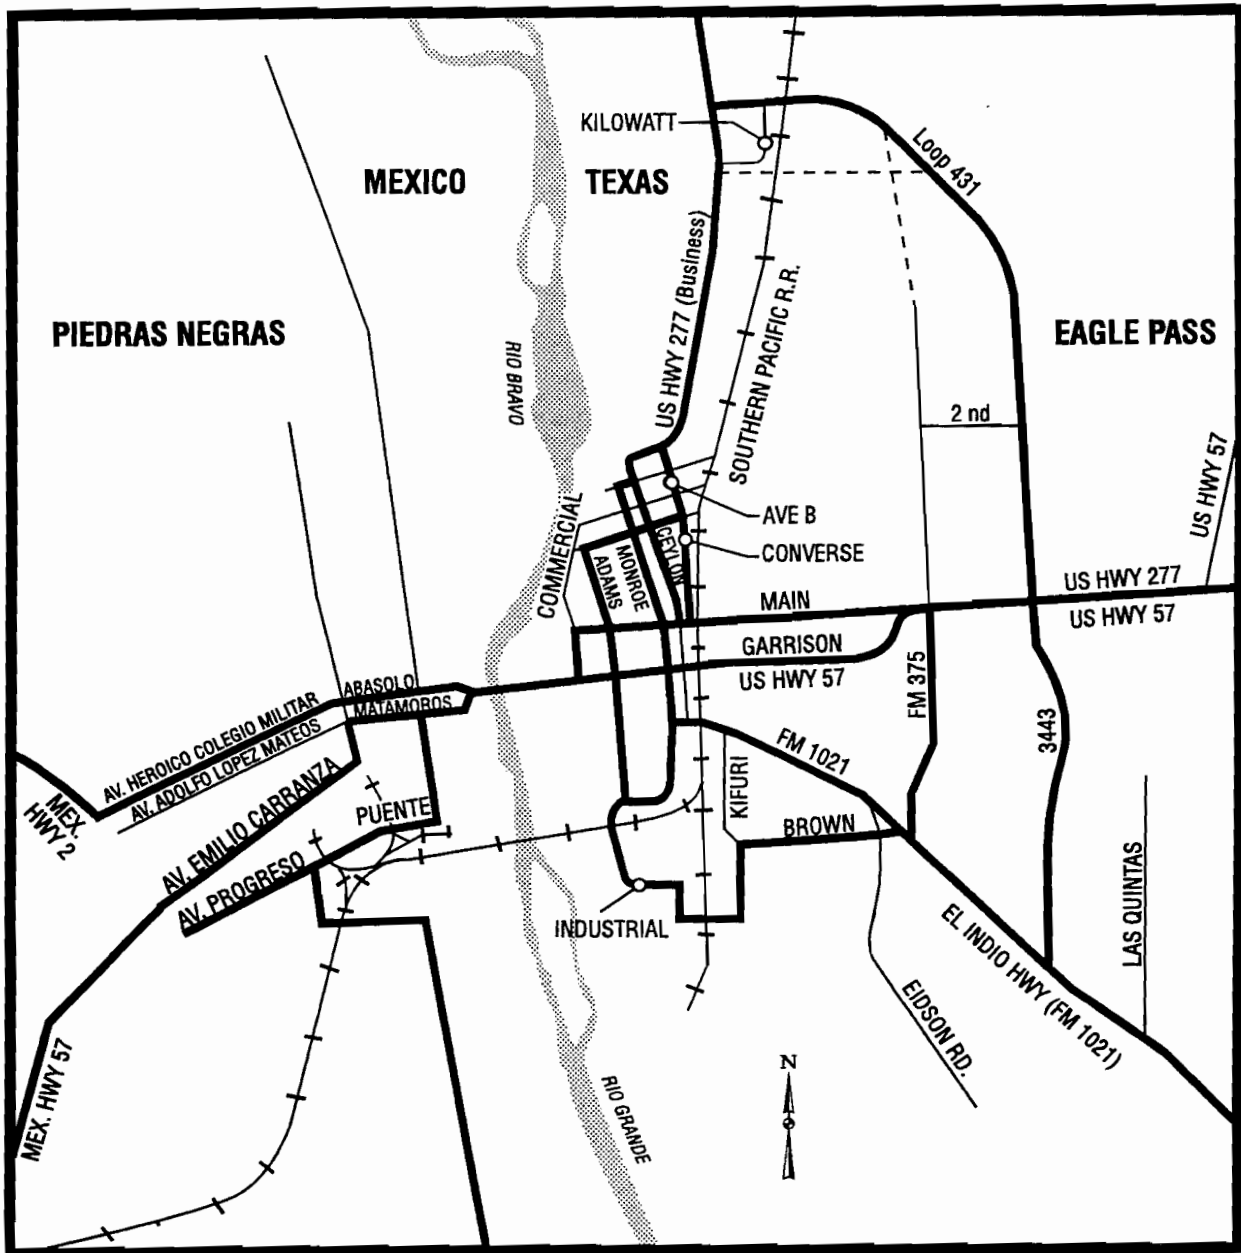 KILOWATT
Loop 431
MEXICO
TEXAS
US HWY 277 (Business)
SOUTHERN PACIFIC R.R.
PIEDRAS NEGRAS
EAGLE PASS
RIO BRAVO
2 nd
US HWY 57
COMMERCIAL
AVE B
CEYLON
CONVERSE
MONROE
ADAMS
MAIN
US HWY 277
US HWY 57
GARRISON
US HWY 57
FM 375
ABASOLO
MATAMOROS
AV. HEROICO COLEGIO MILITAR
AV. ADOLFO LOPEZ MATEOS
MEX.
HWY 2
3443
FM 1021
KIFURI
AV. EMILIO CARRANZA
PUENTE
BROWN
AV. PROGRESO
LAS QUINTAS
INDUSTRIAL
EL INDIO HWY (FM 1021)
EIDSON RD.
MEX. HWY 57
RIO GRANDE
N